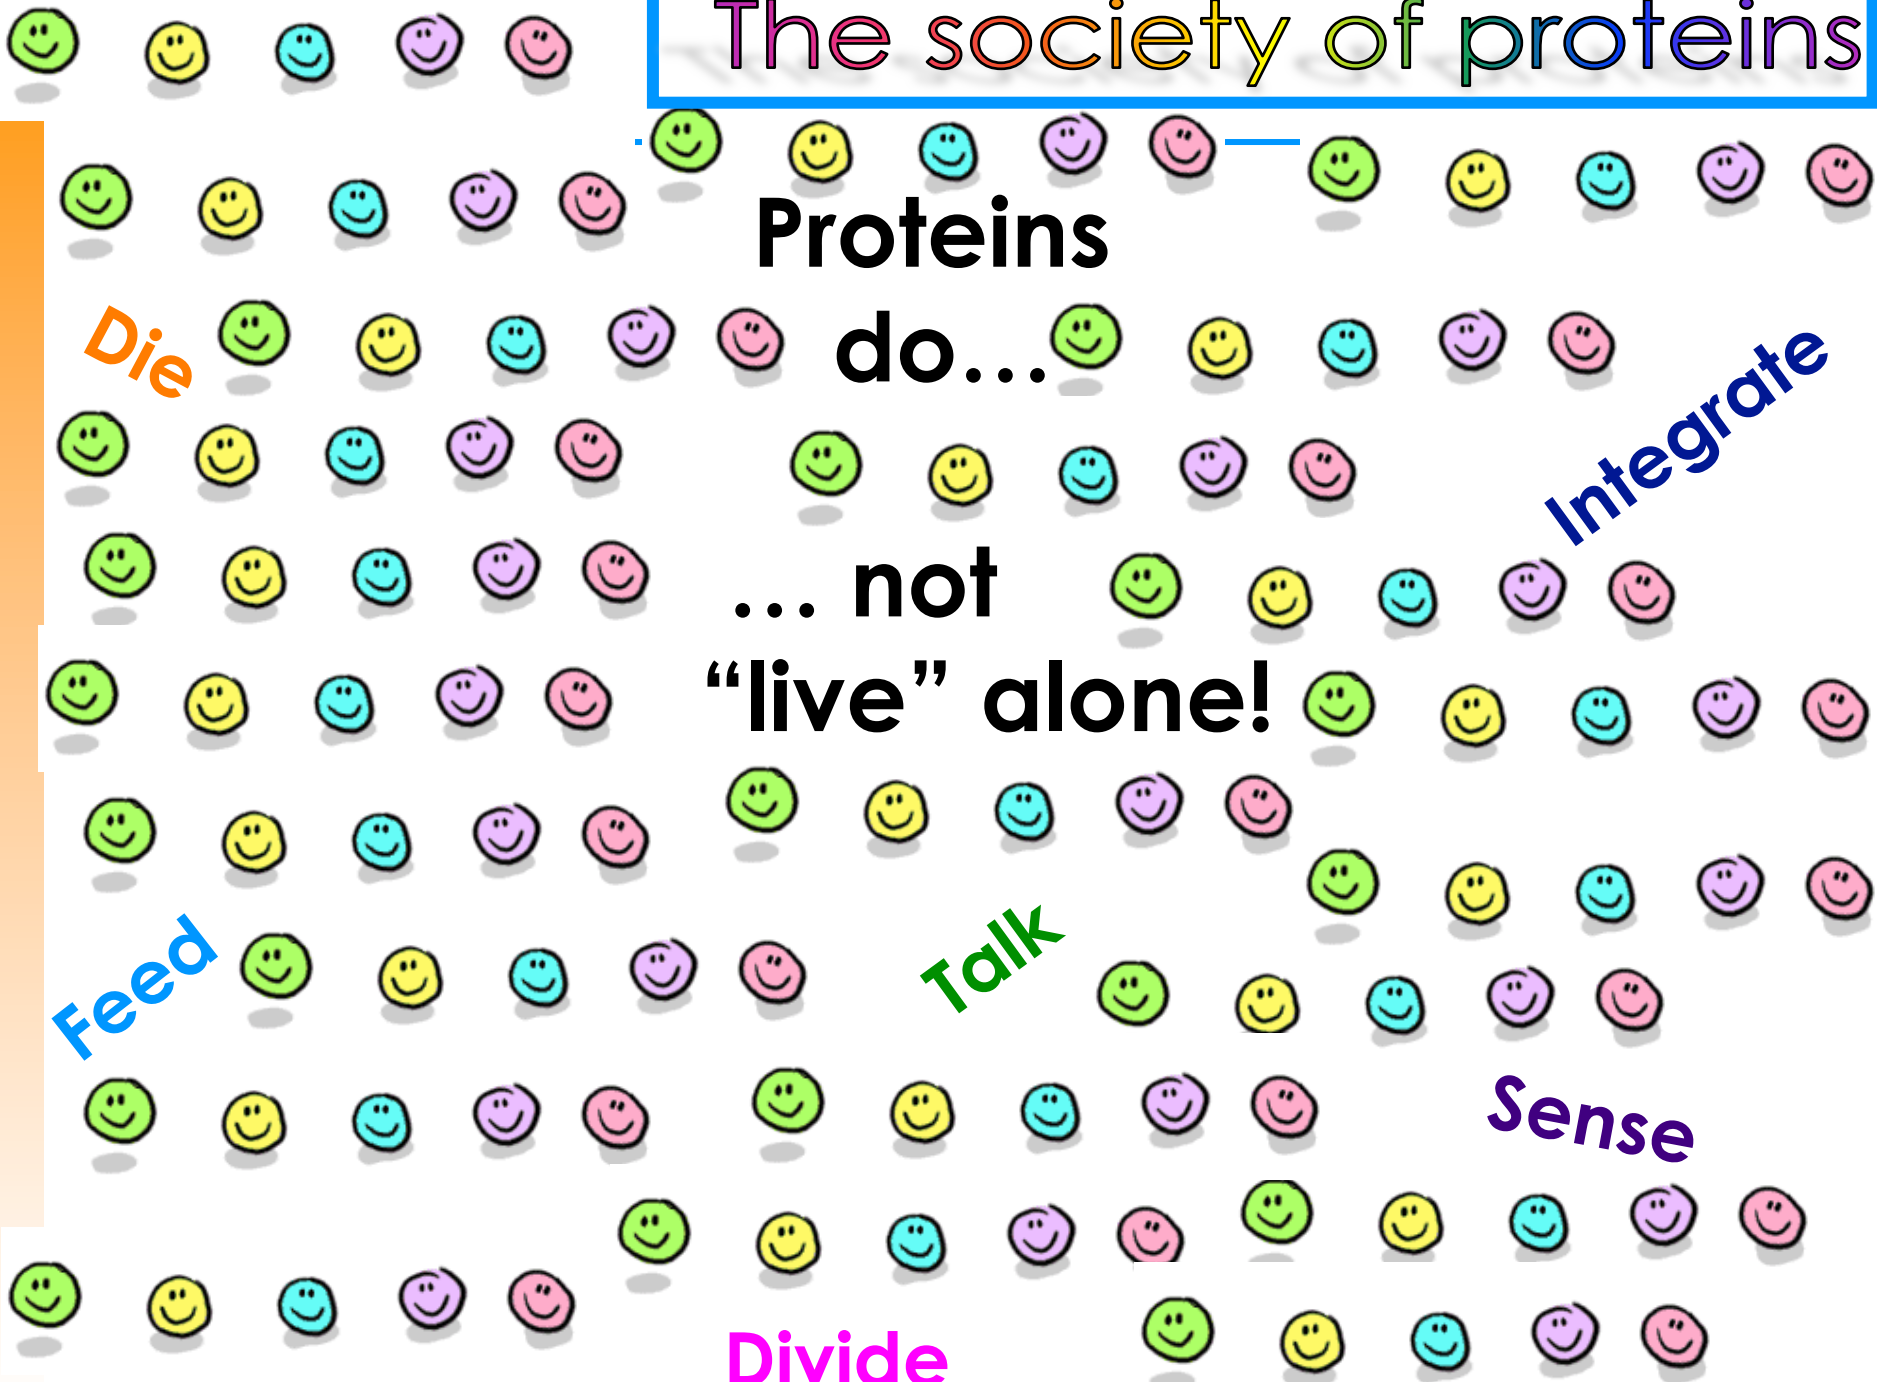 The society of proteins
Proteins
do…
Die
Integrate
… not
“live” alone!
Feed
Talk
Sense
Divide